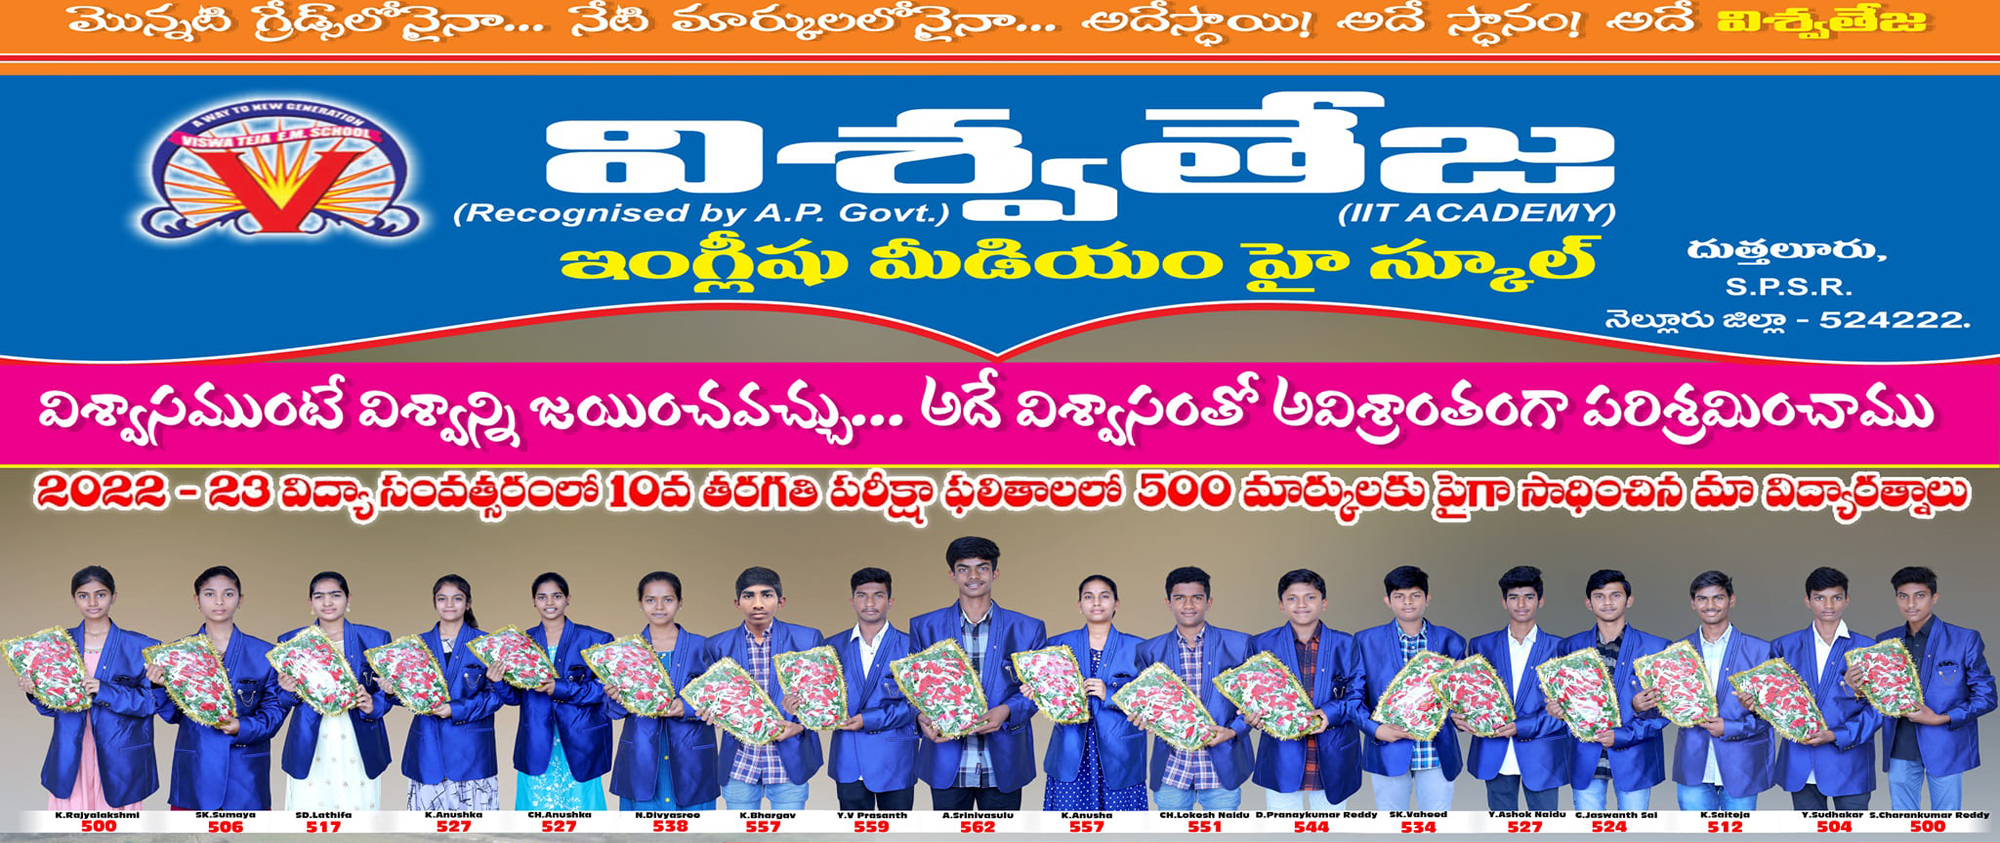 మొన్నటి గ్రేడ్స్‌లోనైనా... నేటి మార్కులలోనైనా... అదేస్థాయి! అదే స్థానం! అదే విశ్వతేజ
A WAY TO NEW GENERATION
VISWA TEJA E.M. SCHOOL
V
విశ్వతేజ
(Recognised by A.P. Govt.)
(IIT ACADEMY)
ఇంగ్లీషు మీడియం హై స్కూల్
దుత్తలూరు,
S.P.S.R.
నెల్లూరు జిల్లా - 524222.
విశ్వాసముంటే విశ్వాన్ని జయించవచ్చు... అదే విశ్వాసంతో అవిశ్రాంతంగా పరిశ్రమించాము
2022 - 23 విద్యా సంవత్సరంలో 10వ తరగతి పరీక్షా ఫలితాలలో 500 మార్కులకు పైగా సాధించిన మా విద్యారత్నాలు
K.Rajyalakshmi SK.Sumaya SD.Lathifa K.Anushka CH.Anushka N.Divyasree K.Bhargav Y.V Prasanth A.Srinivasulu K.Anusha CH.Lokesh Naidu D.Pranaykumar Reddy SK.Vaheed Y.Ashok Naidu G.Jaswanth Sai K.Saiteja Y.Sudhakar S.Charankumar Reddy
500 506 517 527 527 538 557 559 562 557 551 544 534 527 524 512 504 500